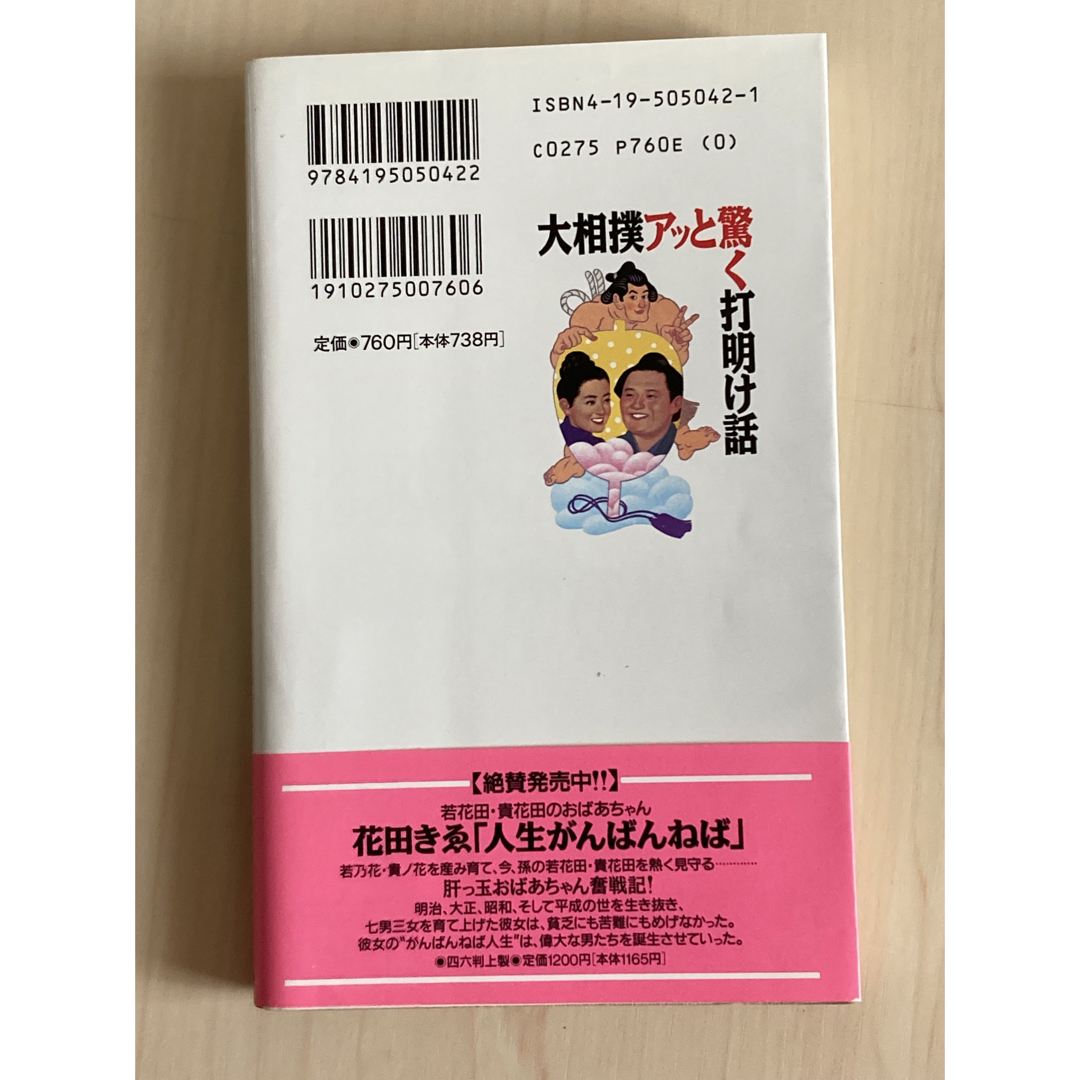 ISBN4-19-505042-1
C0275 P760E (0)
9784195050422
1910275007606
定価◉760円[本体738円]
大相撲アッと驚く打明け話
【絶賛発売中!!】
若花田・貴花田のおばあちゃん
花田きゑ「人生がんばんねば」
若乃花・貴ノ花を産み育て、今、孫の若花田・貴花田を熱く見守る…………
肝っ玉おばあちゃん奮戦記!
明治、大正、昭和、そして平成の世を生き抜き、
七男三女を育て上げた彼女は、貧乏にも苦難にもめげなかった。
彼女の“がんばんねば人生”は、偉大な男たちを誕生させていった。
◉四六判上製◉定価1200円[本体1165円]